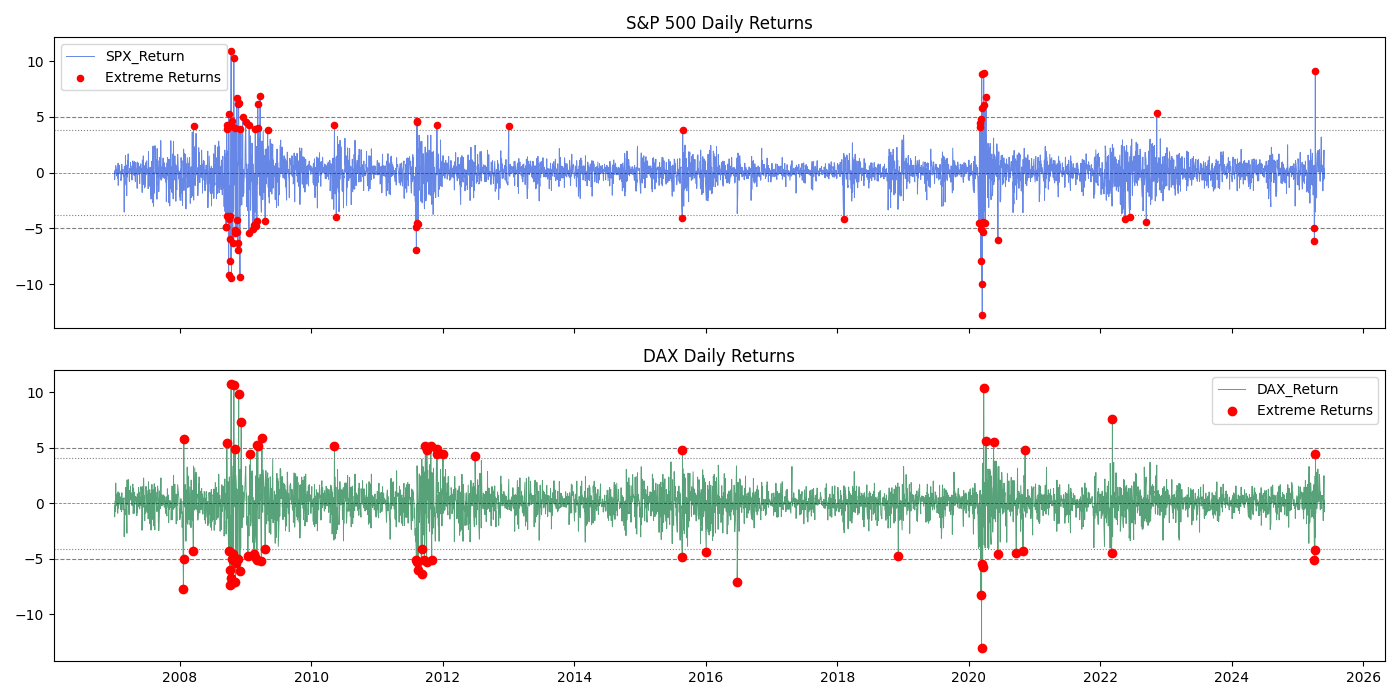 S&P 500 Daily Returns
SPX_Return
Extreme Returns
10
5
0
−5
−10
DAX Daily Returns
DAX_Return
Extreme Returns
10
5
0
−5
−10
2008 2010 2012 2014 2016 2018 2020 2022 2024 2026